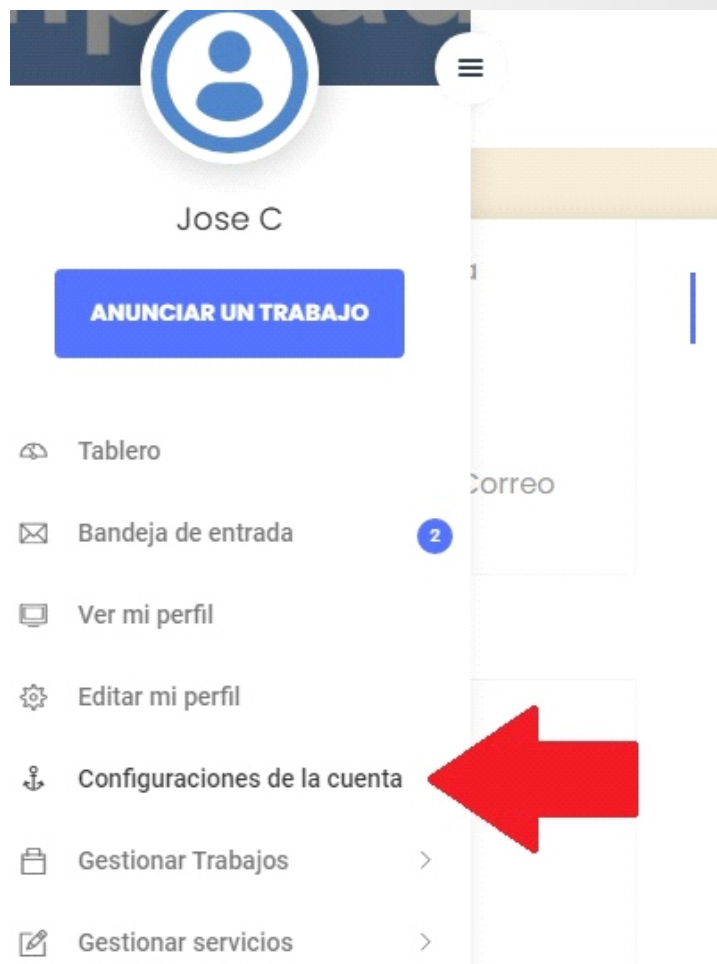 Jose C
ANUNCIAR UN TRABAJO
Tablero
Bandeja de entrada 2
Correo
Ver mi perfil
Editar mi perfil
Configuraciones de la cuenta
Gestionar Trabajos
Gestionar servicios